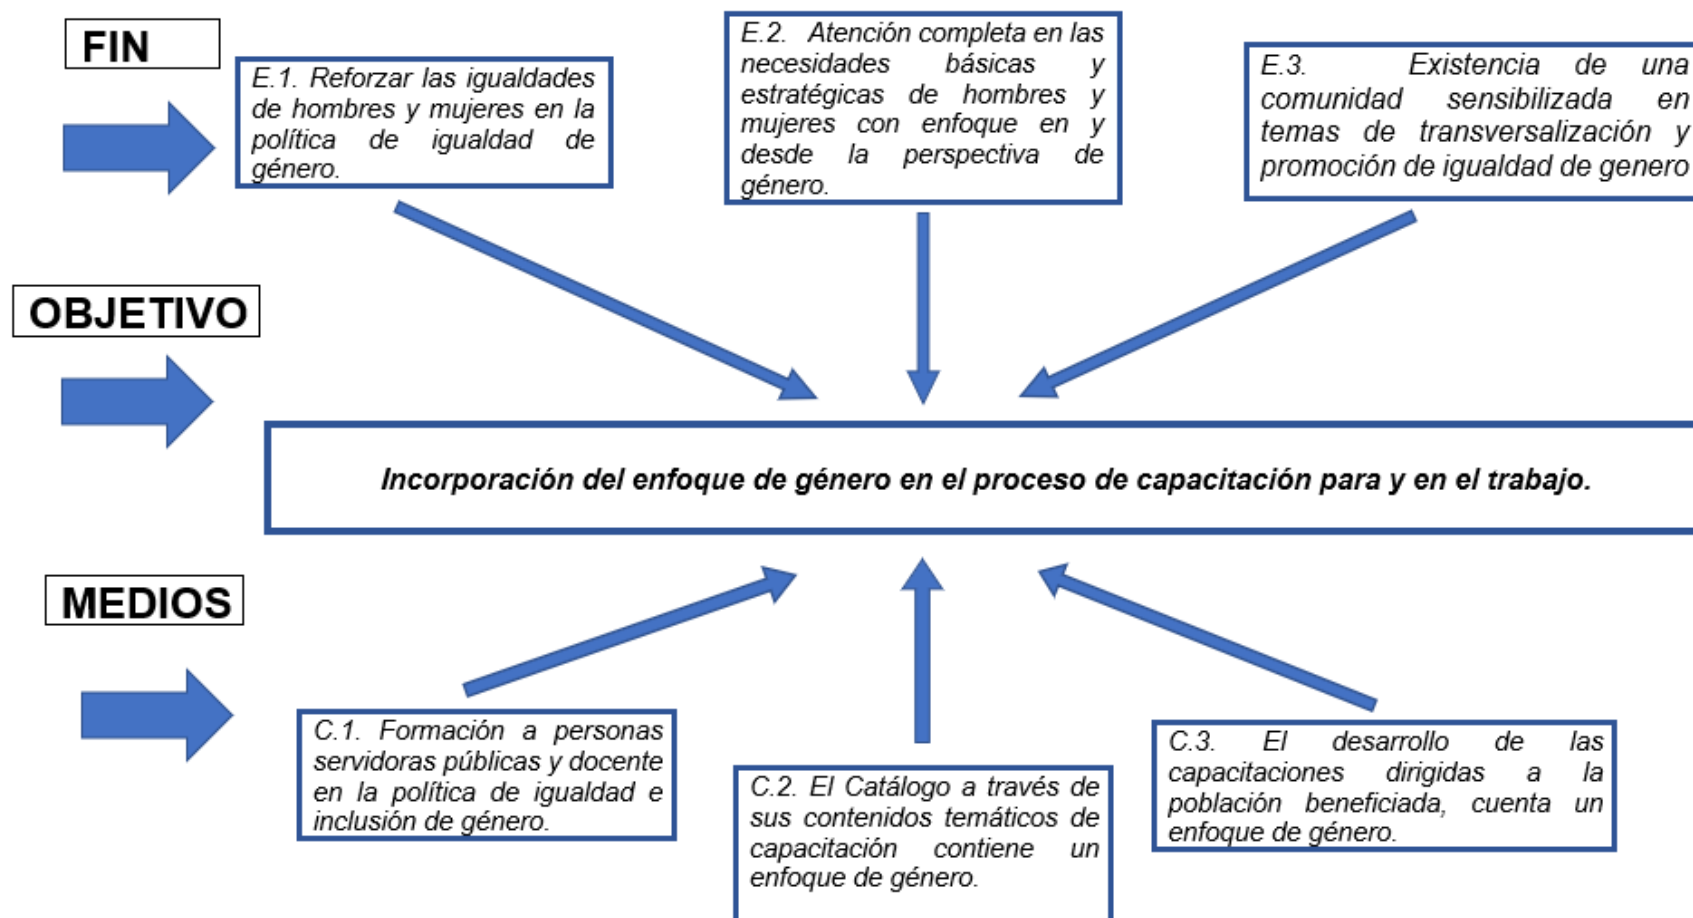 FIN
E.1. Reforzar las igualdades
de hombres y mujeres en la
política de igualdad de
género.
E.2. Atención completa en las
necesidades básicas y
estratégicas de hombres y
mujeres con enfoque en y
desde la perspectiva de
género.
E.3. Existencia de una
comunidad sensibilizada en
temas de transversalización y
promoción de igualdad de genero
OBJETIVO
Incorporación del enfoque de género en el proceso de capacitación para y en el trabajo.
MEDIOS
C.1. Formación a personas
servidoras públicas y docente
en la política de igualdad e
inclusión de género.
C.2. El Catálogo a través de
sus contenidos temáticos de
capacitación contiene un
enfoque de género.
C.3. El desarrollo de las
capacitaciones dirigidas a la
población beneficiada, cuenta un
enfoque de género.